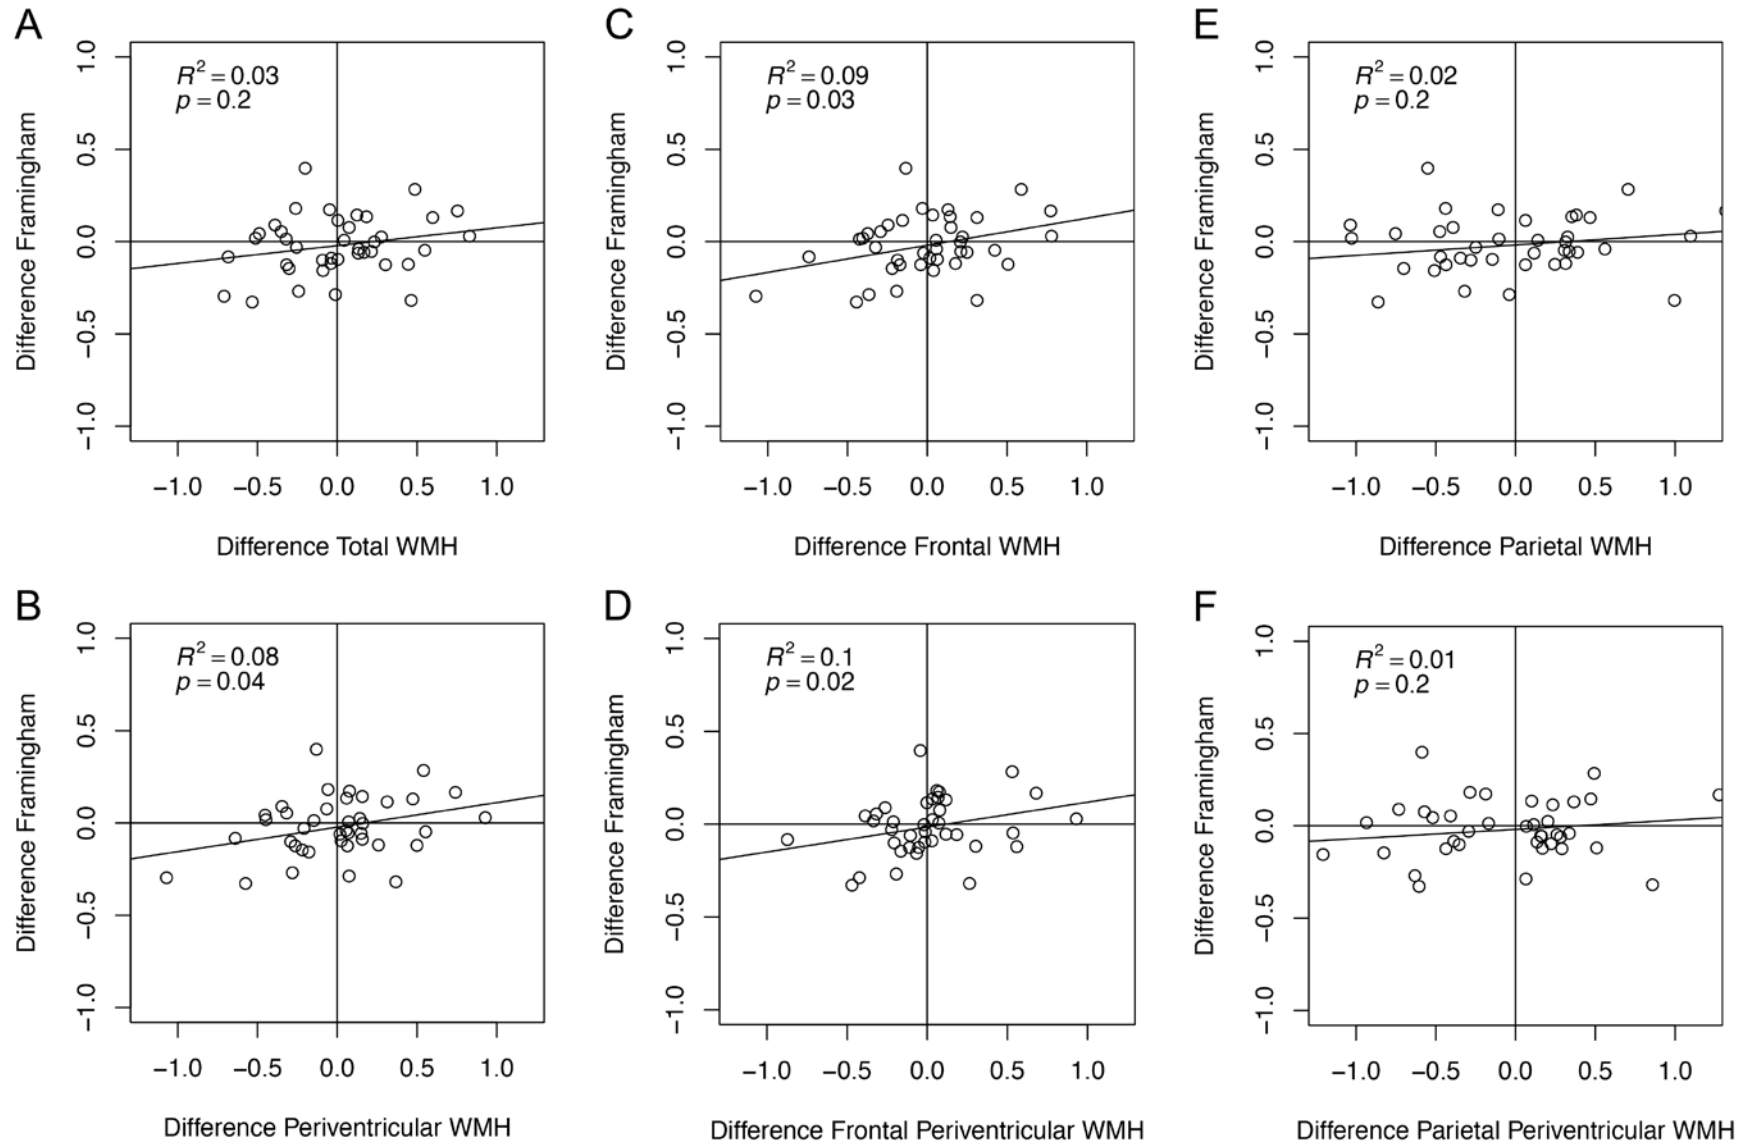 A
R² = 0.03
p = 0.2
Difference Framingham
1.0
0.5
0.0
−0.5
−1.0
−1.0 −0.5 0.0 0.5 1.0
Difference Total WMH
C
R² = 0.09
p = 0.03
Difference Framingham
1.0
0.5
0.0
−0.5
−1.0
−1.0 −0.5 0.0 0.5 1.0
Difference Frontal WMH
E
R² = 0.02
p = 0.2
Difference Framingham
1.0
0.5
0.0
−0.5
−1.0
−1.0 −0.5 0.0 0.5 1.0
Difference Parietal WMH
B
R² = 0.08
p = 0.04
Difference Framingham
1.0
0.5
0.0
−0.5
−1.0
−1.0 −0.5 0.0 0.5 1.0
Difference Periventricular WMH
D
R² = 0.1
p = 0.02
Difference Framingham
1.0
0.5
0.0
−0.5
−1.0
−1.0 −0.5 0.0 0.5 1.0
Difference Frontal Periventricular WMH
F
R² = 0.01
p = 0.2
Difference Framingham
1.0
0.5
0.0
−0.5
−1.0
−1.0 −0.5 0.0 0.5 1.0
Difference Parietal Periventricular WMH